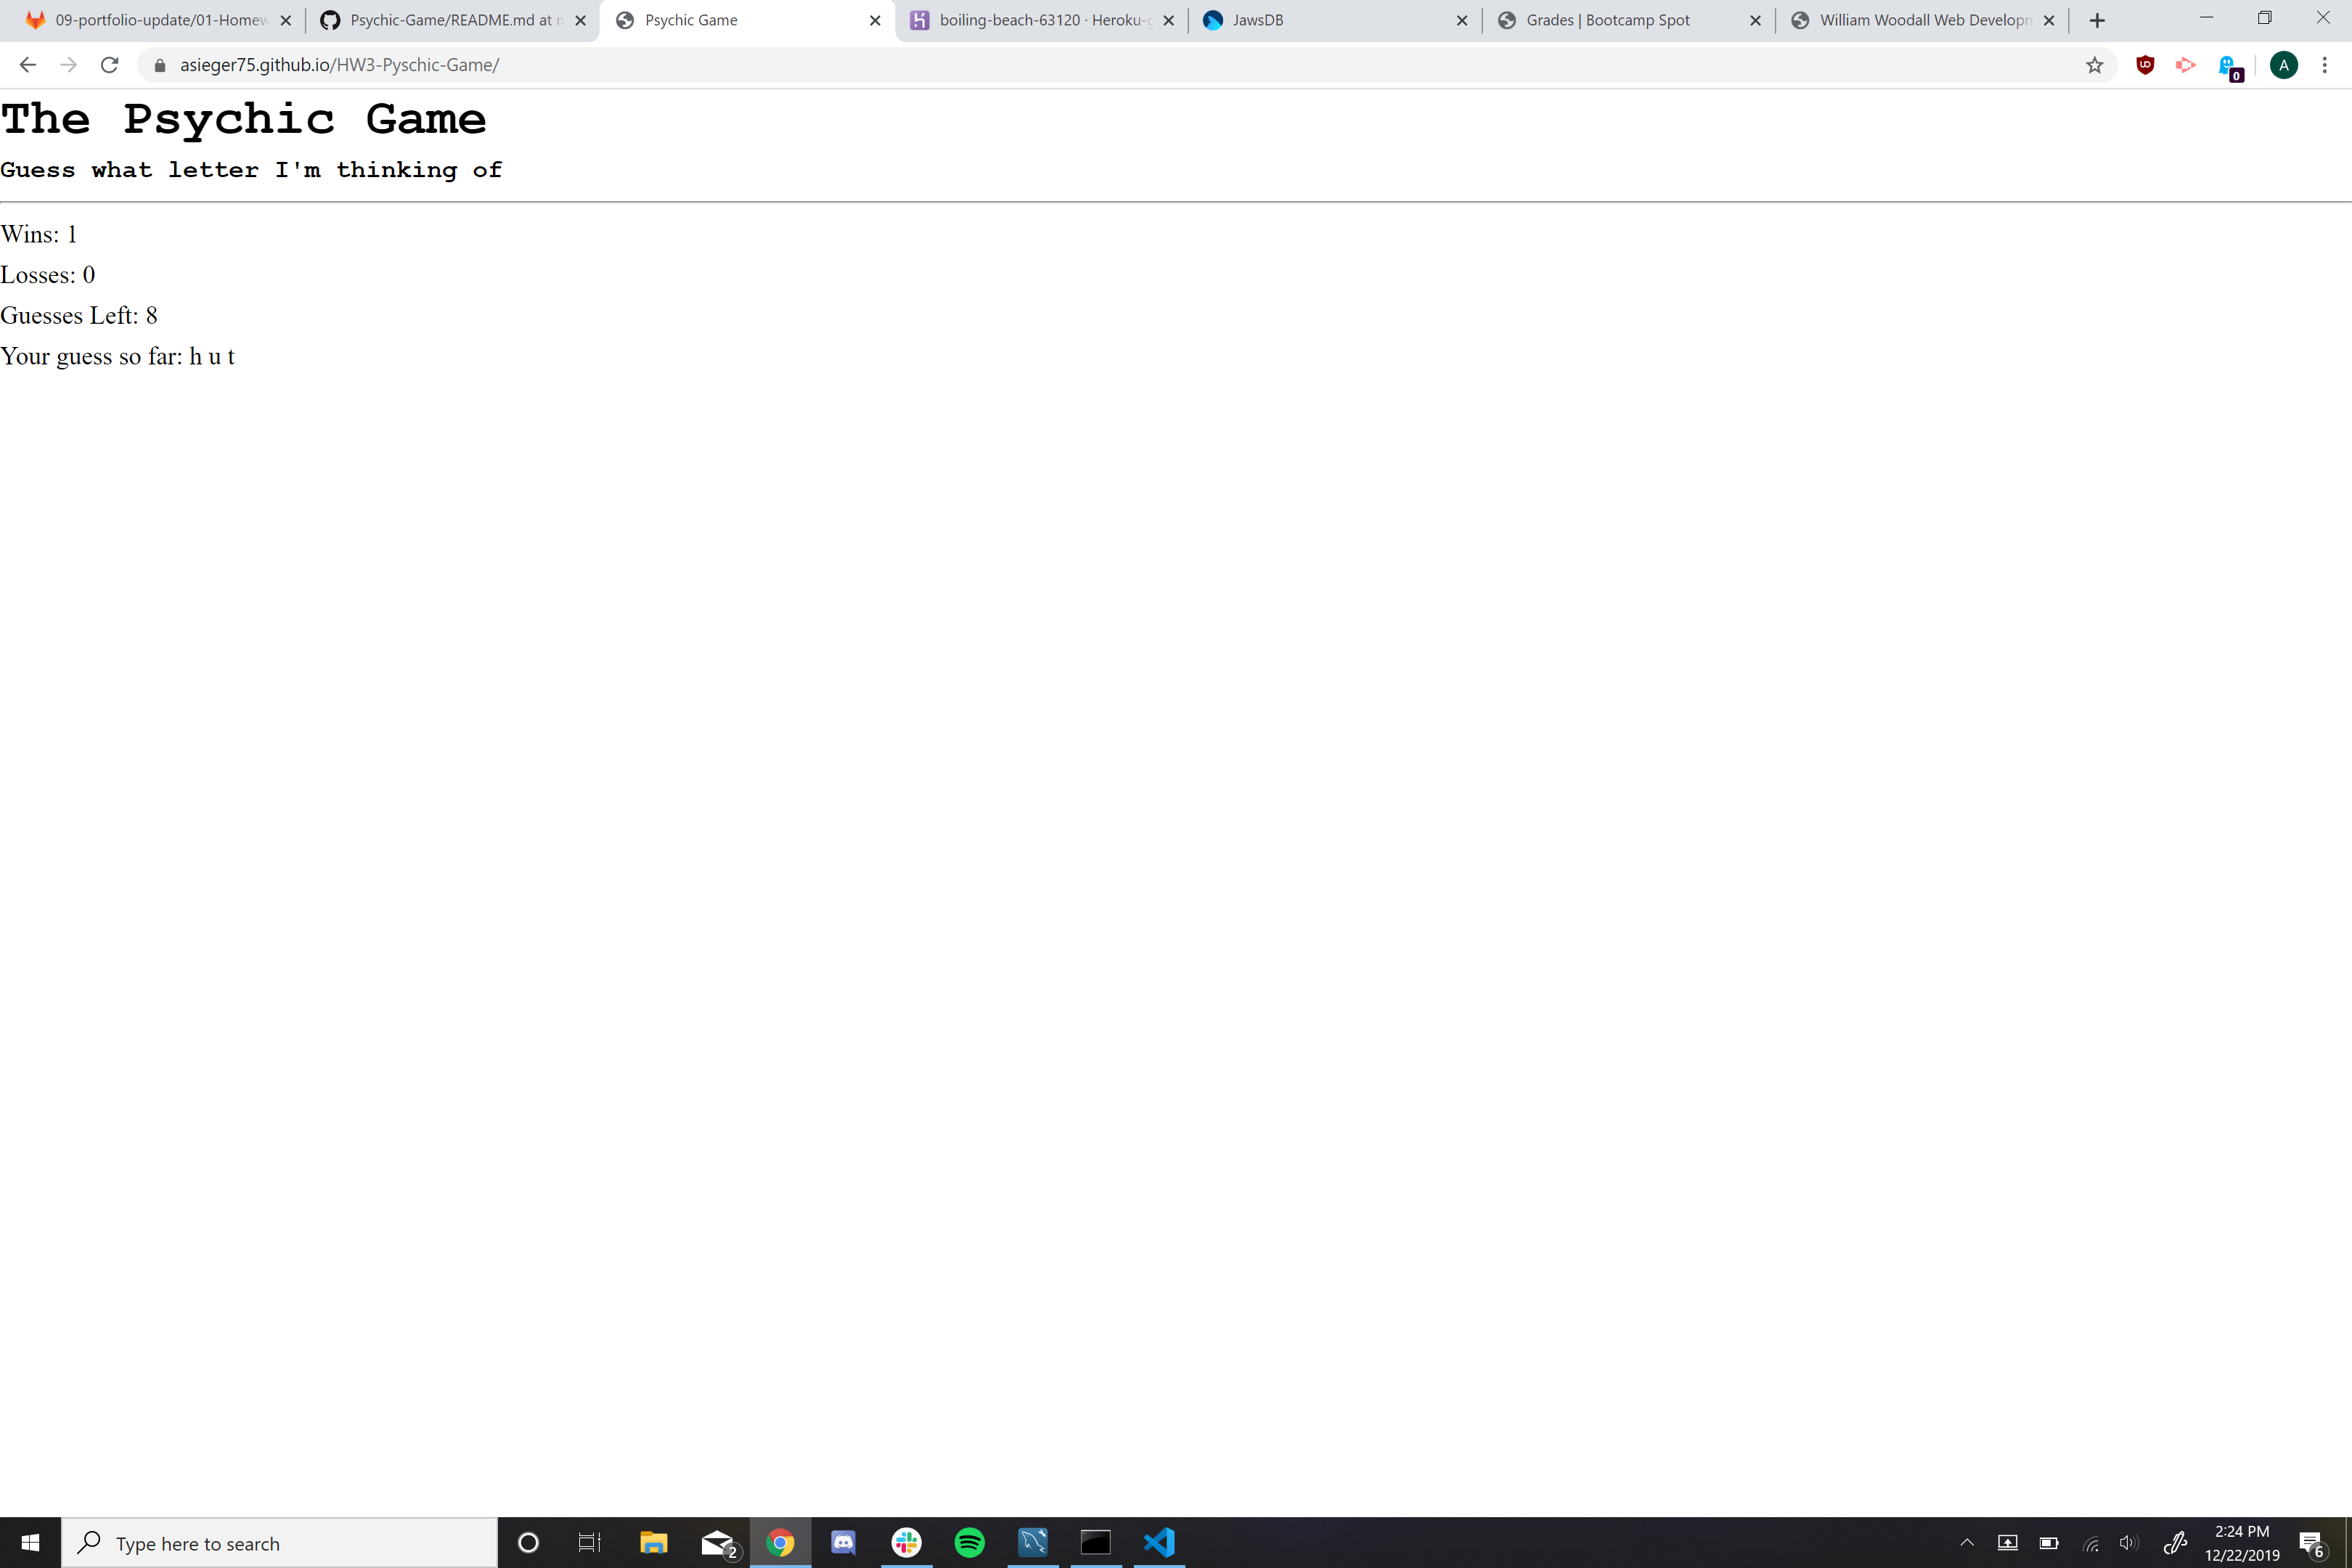 09-portfolio-update/01-Homew
Psychic-Game/README.md at
Psychic Game
boiling-beach-63120 · Heroku-
JawsDB
Grades | Bootcamp Spot
William Woodall Web Develop
asieger75.github.io/HW3-Pyschic-Game/
0
A
The Psychic Game
Guess what letter I'm thinking of
Wins: 1
Losses: 0
Guesses Left: 8
Your guess so far: h u t
Type here to search
2
2:24 PM
12/22/2019
6